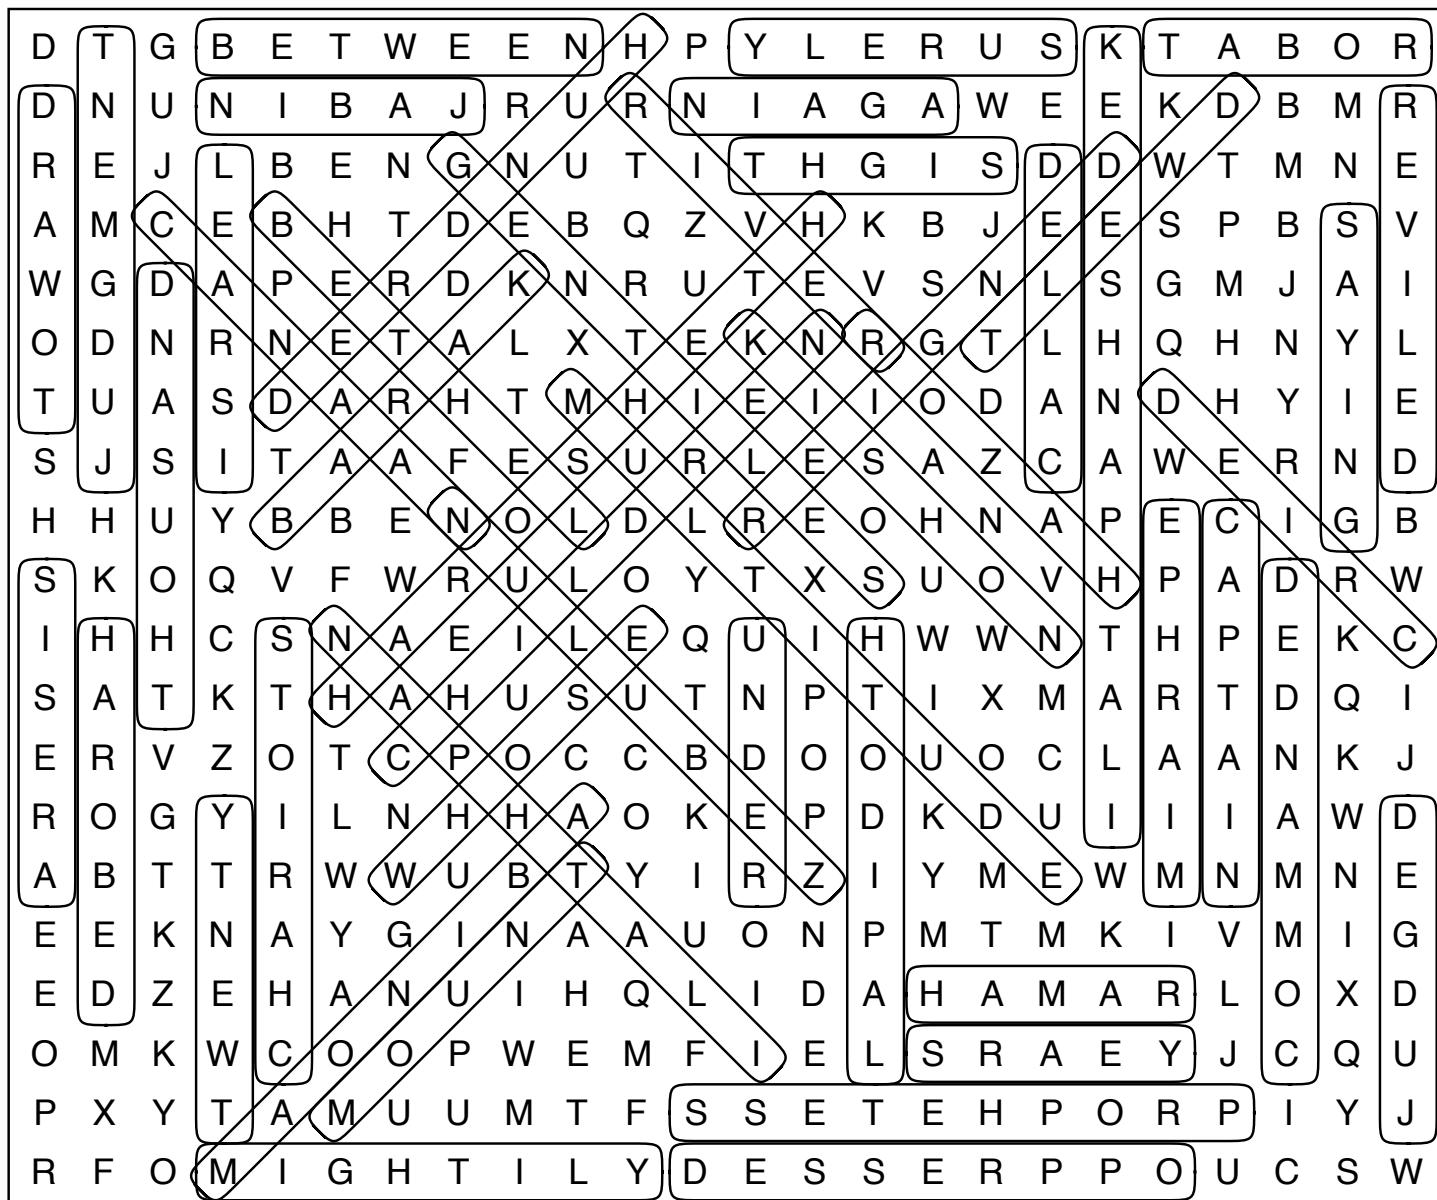 D T G B E T W E E N H P Y L E R U S K T A B O R
D N U N I B A J R U R N I A G A W E E K D B M R
R E J L B E N G N U T I T H G I S D D W T M N E
A M C E B H T D E B Q Z V H K B J E E S P B S V
W G D A P E R D K N R U T E V S N L S G M J A I
O D N R N E T A L X T E K N R G T L H Q H N Y L
T U A S D A R H T M H I E I I O D A N D H Y I E
S J S I T A A F E S U R L E S A Z C A W E R N D
H H U Y B B E N O L D L R E O H N A P E C I G B
S K O Q V F W R U L O Y T X S U O V H P A D R W
I H H C S N A E I L E Q U I H W W N T H P E K C
S A T K T H A H U S U T N P T I X M A R T D Q I
E R V Z O T C P O C C B D O O U O C L A A N K J
R O G Y I L N H H A O K E P D K D U I I I A W D
A B T T R W W U B T Y I R Z I Y M E W M N M N E
E E K N A Y G I N A A U O N P M T M K I V M I G
E D Z E H A N U I H Q L I D A H A M A R L O X D
O M K W C O O P W E M F I E L S R A E Y J C Q U
P X Y T A M U U M T F S S E T E H P O R P I Y J
R F O M I G H T I L Y D E S S E R P P O U C S W